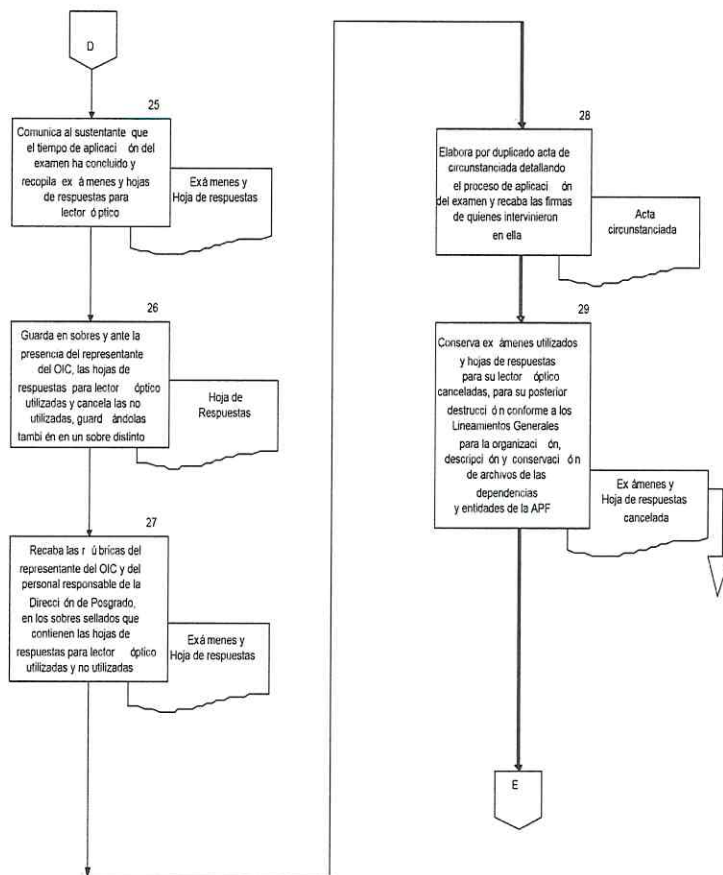 D
25
Comunica al sustentante que
el tiempo de aplicaci ón del
examen ha concluido y
recopila ex ámenes y hojas
de respuestas para
lector óptico
Exámenes y
Hoja de respuestas
26
Guarda en sobres y ante la
presencia del representante
del OIC, las hojas de
respuestas para lector óptico
utilizadas y cancela las no
utilizadas, guard ándolas
también en un sobre distinto
Hoja de
Respuestas
27
Recaba las r úbricas del
representante del OIC y del
personal responsable de la
Direcci ón de Posgrado,
en los sobres sellados que
contienen las hojas de
respuestas para lector óptico
utilizadas y no utilizadas
Exámenes y
Hoja de respuestas
28
Elabora por duplicado acta de
circunstanciada detallando
el proceso de aplicaci ón
del examen y recaba las firmas
de quienes intervinieron
en ella
Acta
circunstanciada
29
Conserva ex ámenes utilizados
y hojas de respuestas
para su lector óptico
canceladas, para su posterior
destrucci ón conforme a los
Lineamientos Generales
para la organizaci ón,
descripci ón y conservaci ón
de archivos de las
dependencias
y entidades de la APF
Ex ámenes y
Hoja de respuestas
cancelada
E